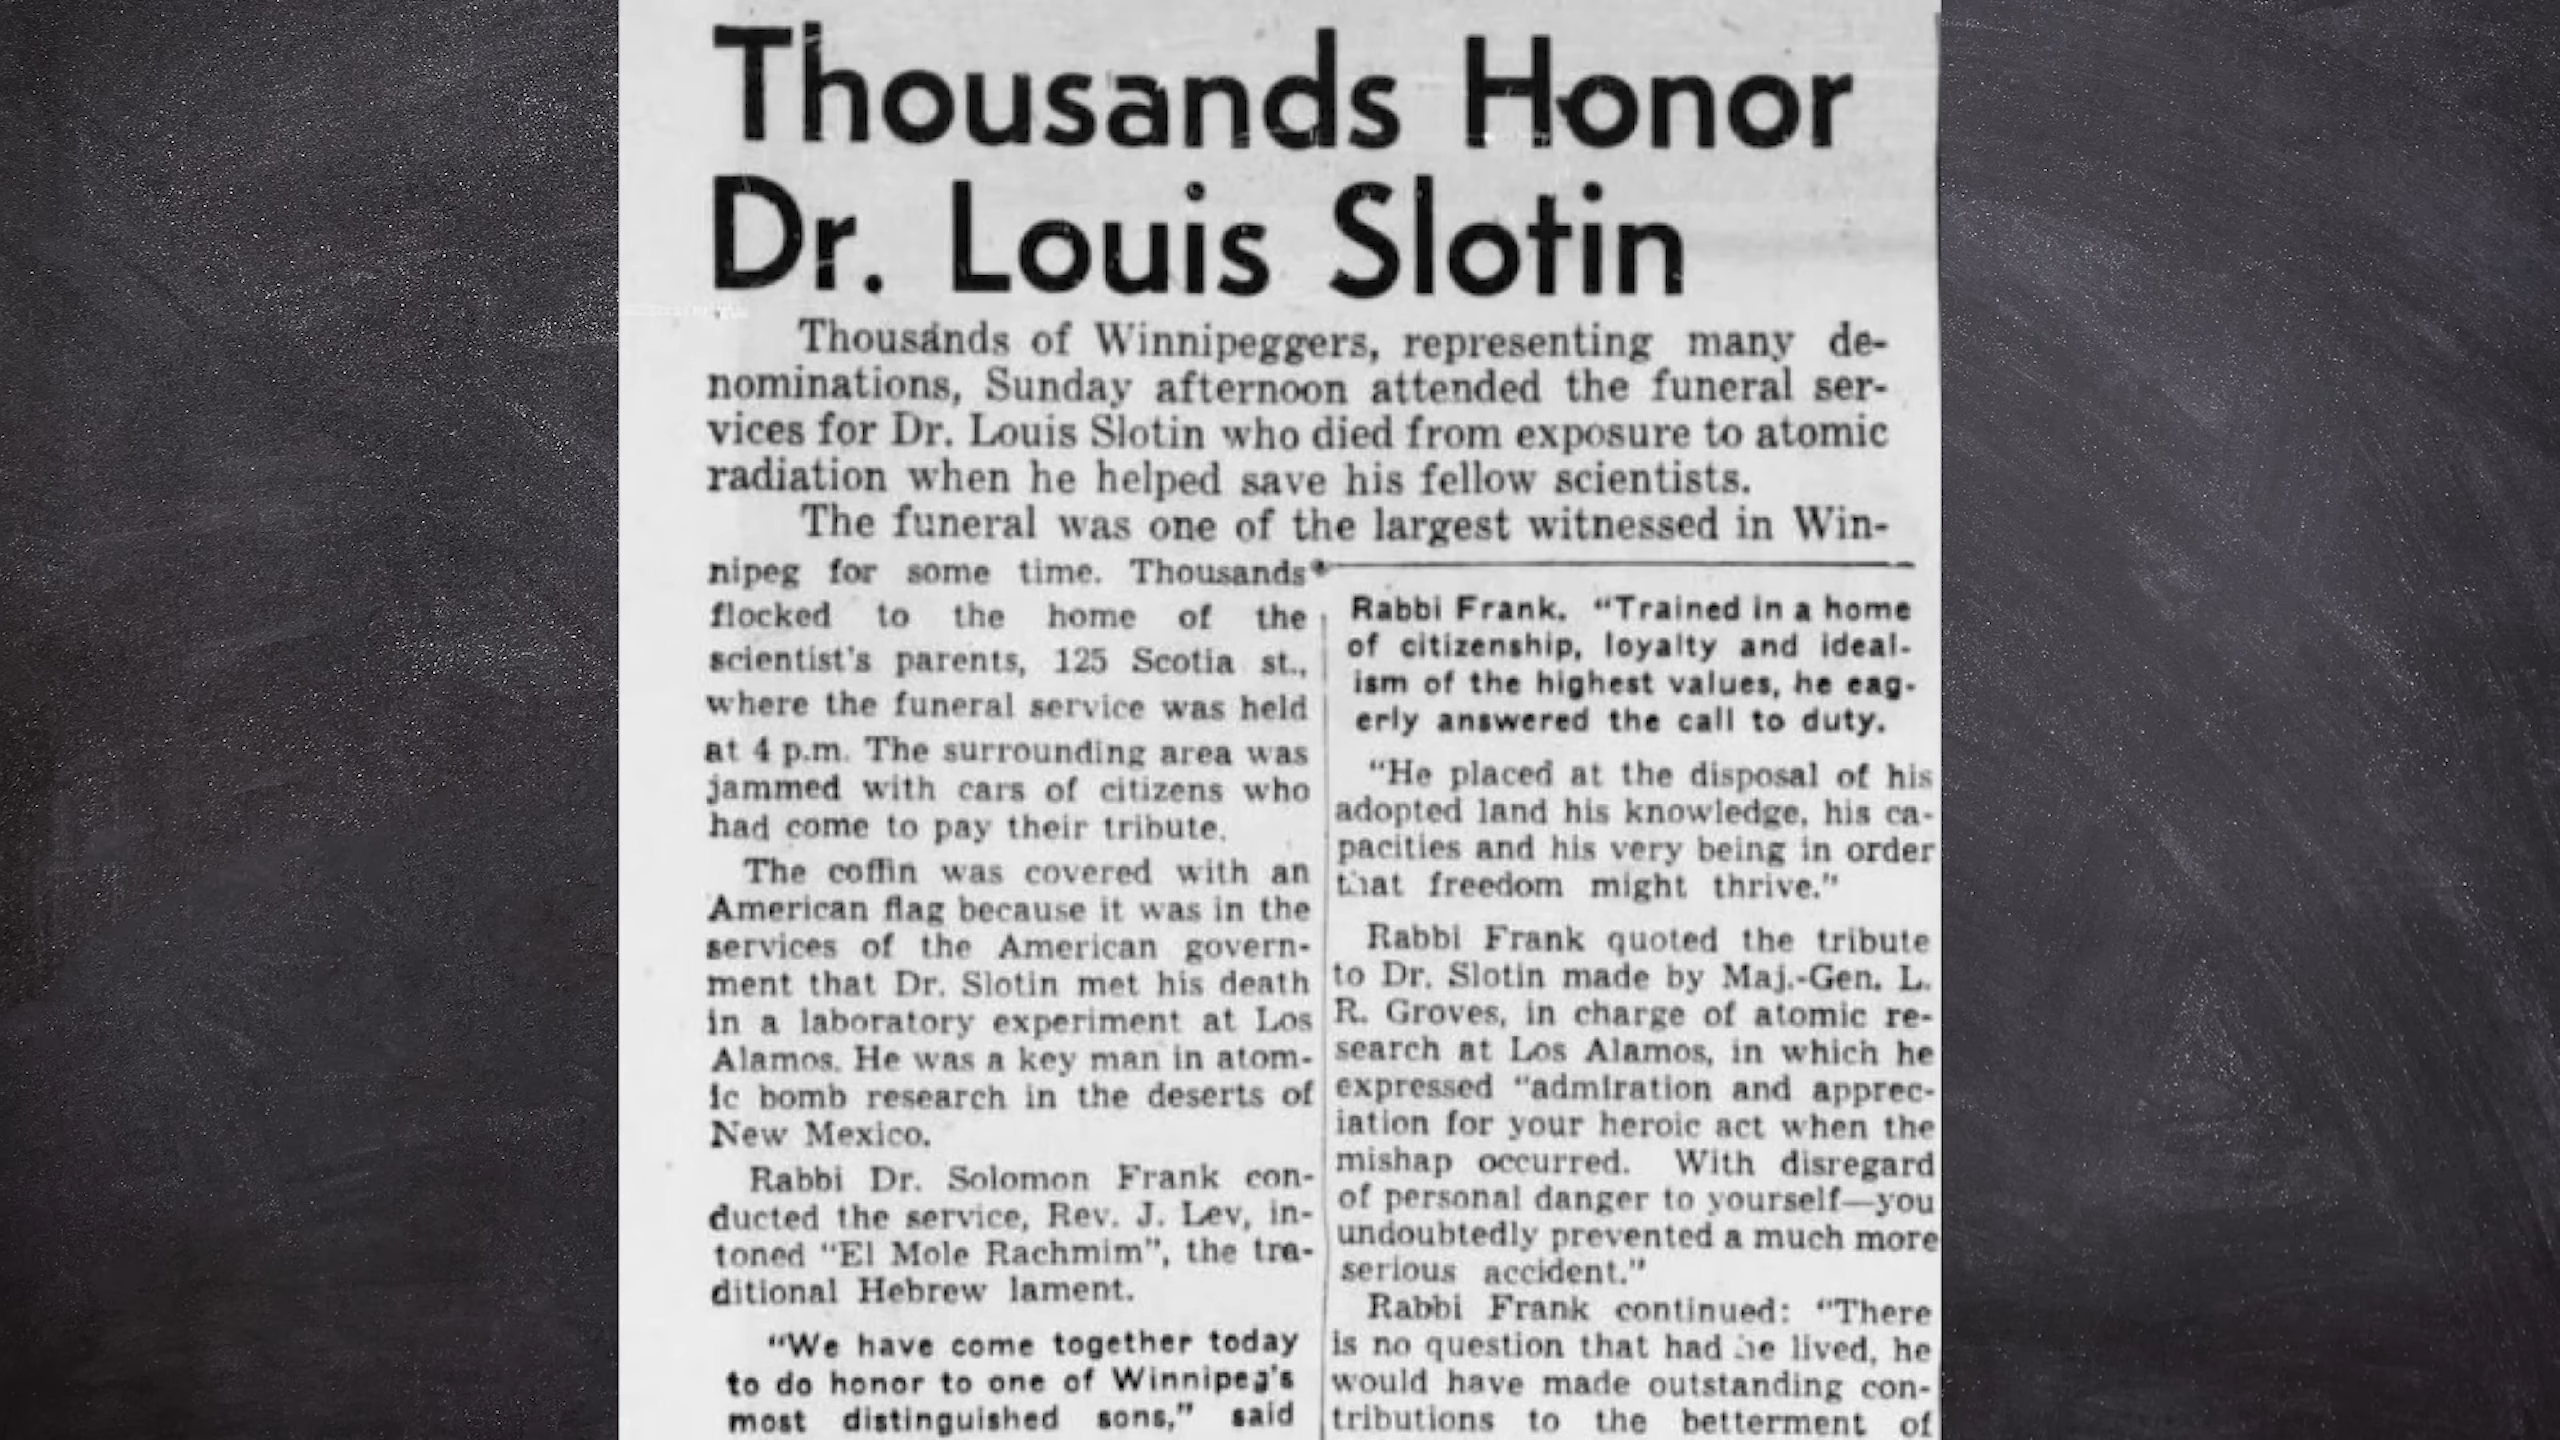 Thousands Honor
Dr. Louis Slotin
Thousands of Winnipeggers, representing many de-
nominations, Sunday afternoon attended the funeral ser-
vices for Dr. Louis Slotin who died from exposure to atomic
radiation when he helped save his fellow scientists.
The funeral was one of the largest witnessed in Win-
nipeg for some time. Thousands
flocked to the home of the
scientist's parents, 125 Scotia st.,
where the funeral service was held
at 4 p.m. The surrounding area was
jammed with cars of citizens who
had come to pay their tribute.
The coffin was covered with an
American flag because it was in the
services of the American govern-
ment that Dr. Slotin met his death
in a laboratory experiment at Los
Alamos. He was a key man in atom-
ic bomb research in the deserts of
New Mexico.
Rabbi Dr. Solomon Frank con-
ducted the service, Rev. J. Lev, in-
toned "El Mole Rachmim", the tra-
ditional Hebrew lament.
"We have come together today
to do honor to one of Winnipeg's
most distinguished sons," said
Rabbi Frank. "Trained in a home
of citizenship, loyalty and ideal-
ism of the highest values, he eag-
erly answered the call to duty.
"He placed at the disposal of his
adopted land his knowledge, his ca-
pacities and his very being in order
that freedom might thrive."
Rabbi Frank quoted the tribute
to Dr. Slotin made by Maj.-Gen. L.
R. Groves, in charge of atomic re-
search at Los Alamos, in which he
expressed "admiration and apprec-
iation for your heroic act when the
mishap occurred. With disregard
of personal danger to yourself—you
undoubtedly prevented a much more
serious accident."
Rabbi Frank continued: "There
is no question that had he lived, he
would have made outstanding con-
tributions to the betterment of